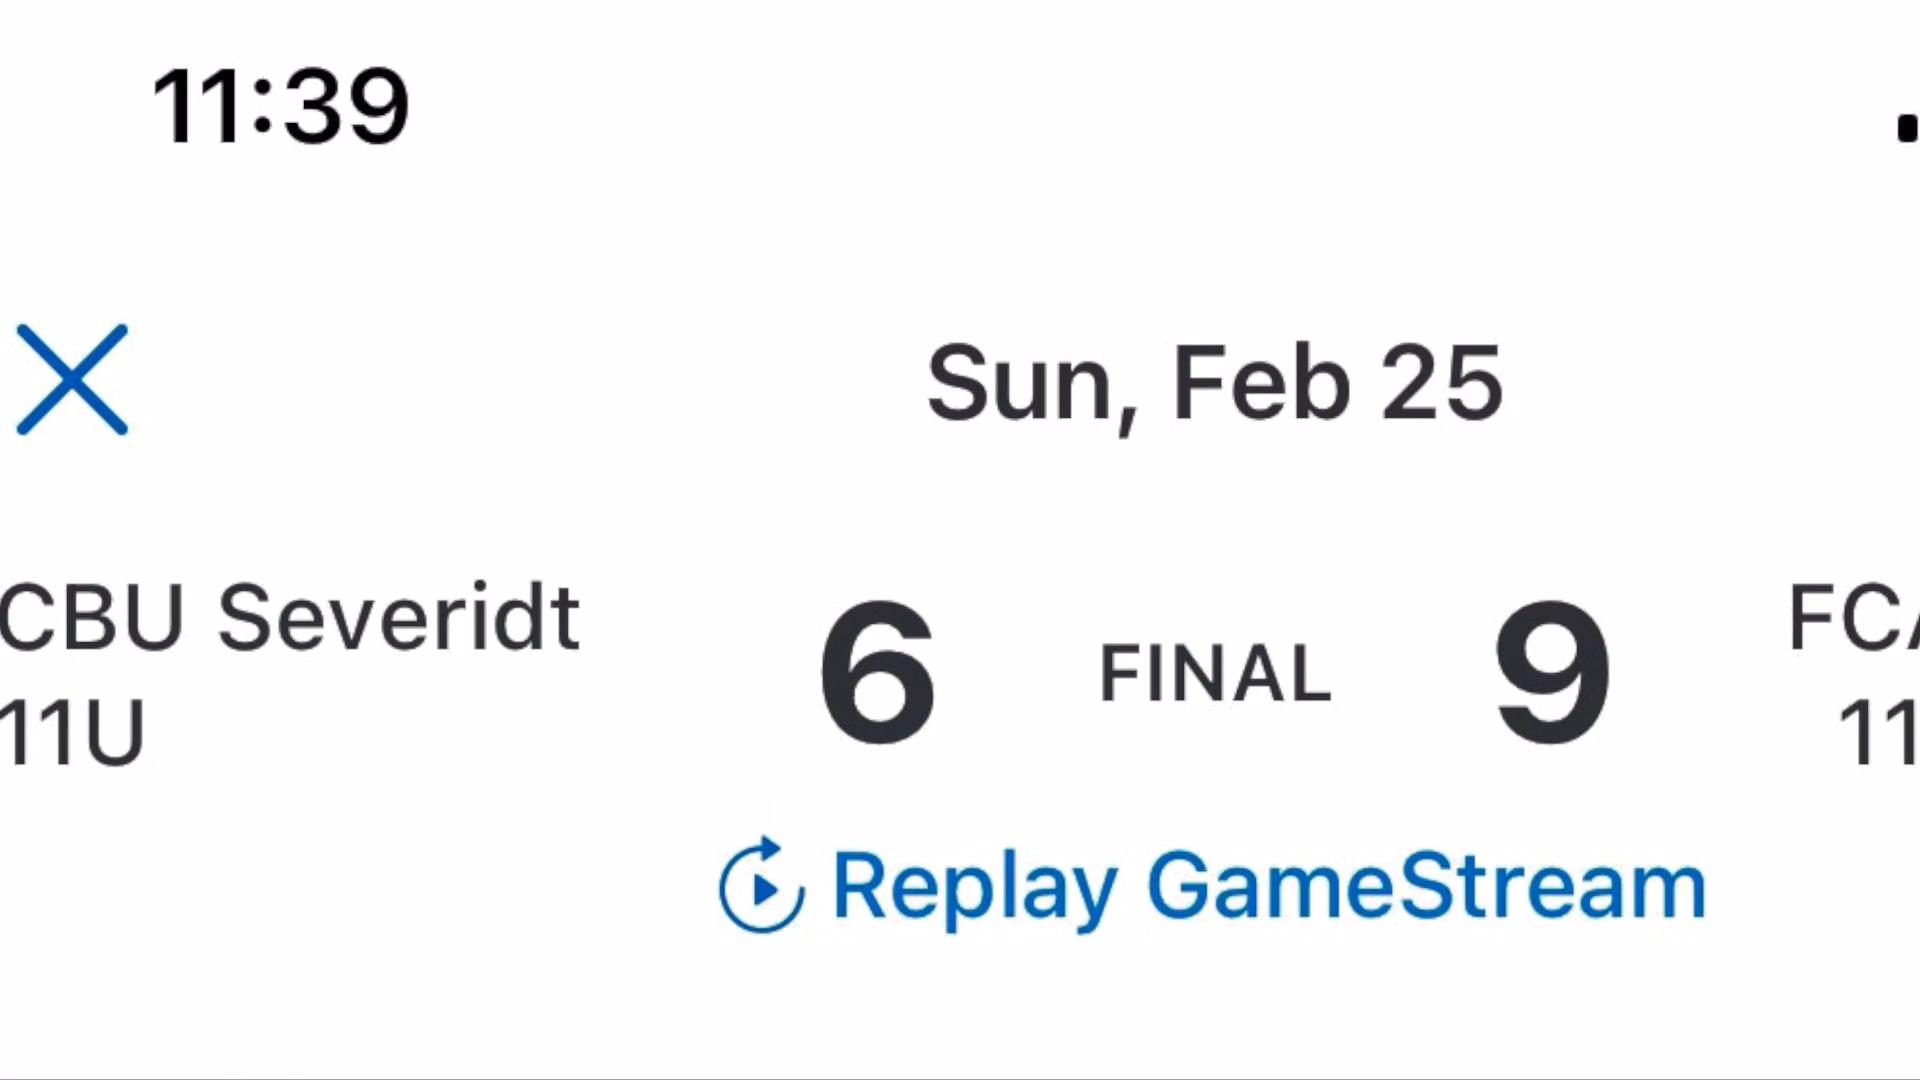 11:39
Sun, Feb 25
CBU Severidt
11U
6 FINAL 9
Replay GameStream